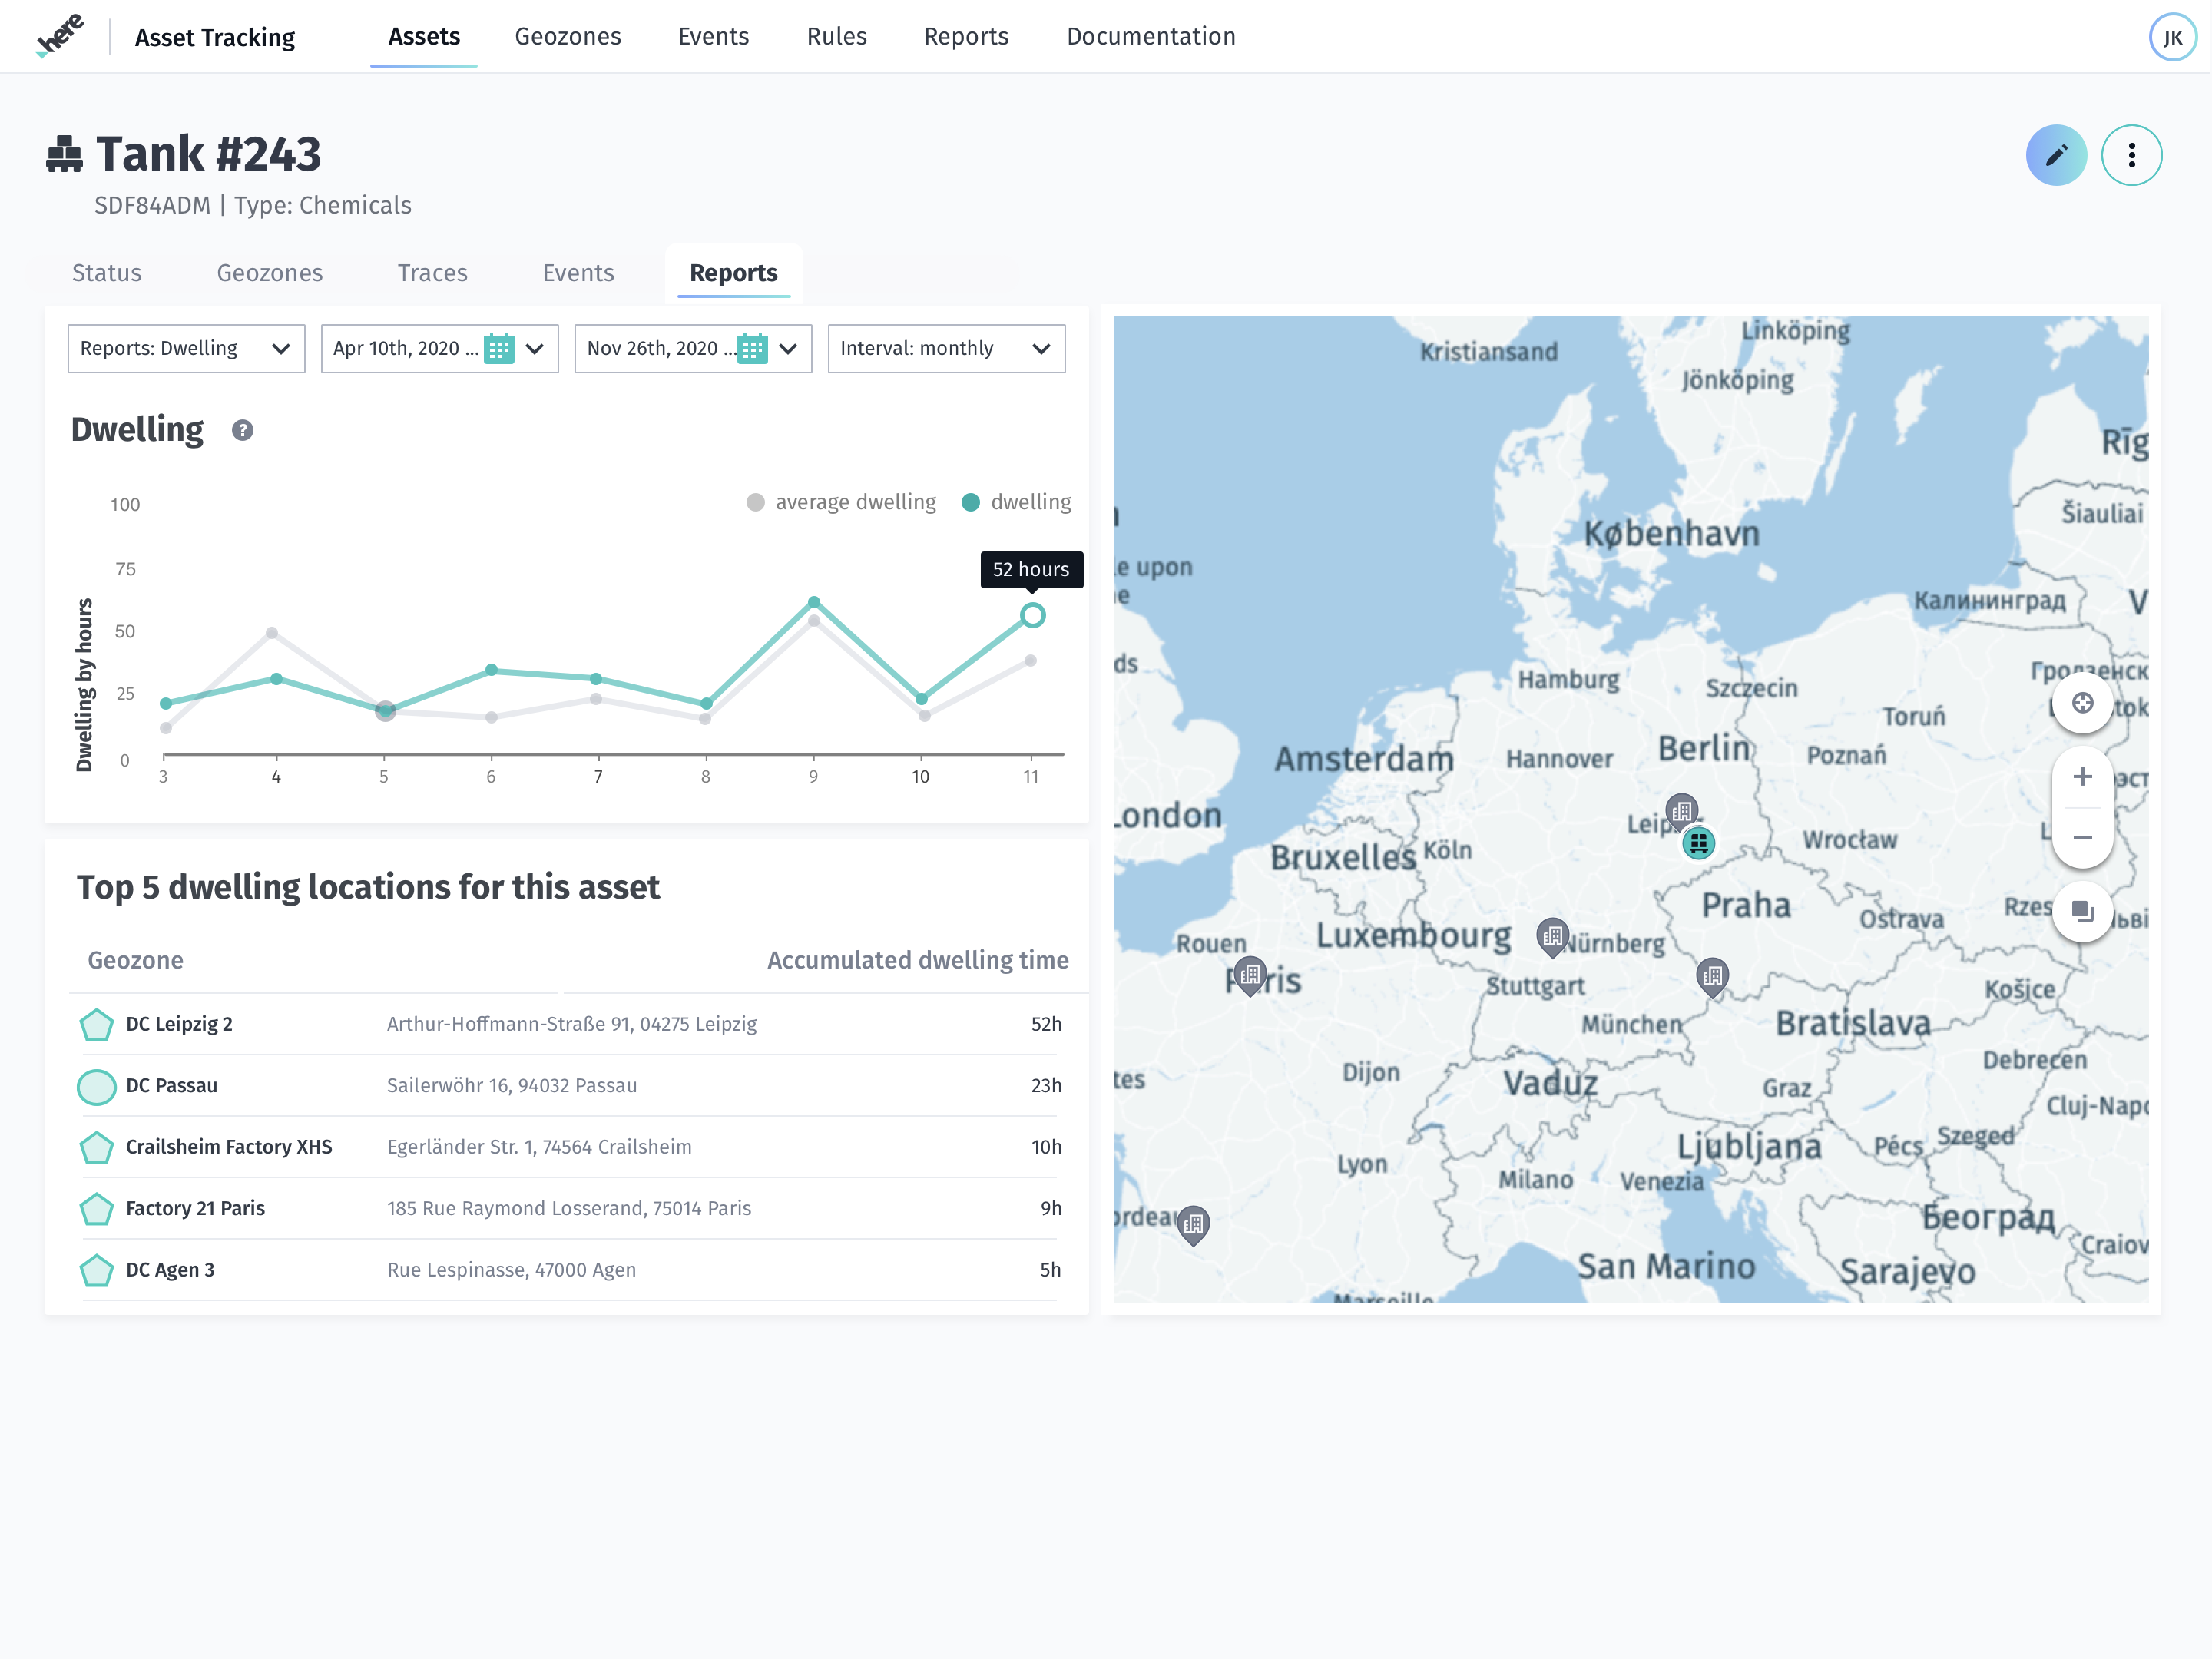 here
Asset Tracking
Assets
Geozones
Events
Rules
Reports
Documentation
JK
Tank #243
SDF84ADM | Type: Chemicals
Status
Geozones
Traces
Events
Reports
Reports: Dwelling
Apr 10th, 2020 ...
Nov 26th, 2020 ...
Interval: monthly
Dwelling
?
average dwelling
dwelling
100
75
50
25
0
Dwelling by hours
52 hours
3 4 5 6 7 8 9 10 11
Top 5 dwelling locations for this asset
Geozone
Accumulated dwelling time
DC Leipzig 2 Arthur-Hoffmann-Straße 91, 04275 Leipzig 52h
DC Passau Sailerwöhr 16, 94032 Passau 23h
Crailsheim Factory XHS Egerländer Str. 1, 74564 Crailsheim 10h
Factory 21 Paris 185 Rue Raymond Losserand, 75014 Paris 9h
DC Agen 3 Rue Lespinasse, 47000 Agen 5h
Linköping
Kristiansand
Jönköping
Rīg
Šiauliai
København
le upon
ne
Калининград
V
ds
Hamburg
Szczecin
Toruń
tok
Amsterdam
Hannover
Berlin
Poznań
London
Leip
Wrocław
Bruxelles
Köln
Praha
Ostrava
Rzes
Rouen
Luxembourg
Nürnberg
P ris
Stuttgart
Košice
München
Bratislava
Debrecen
Dijon
tes
Vaduz
Graz
Cluj-Napo
Ljubljana
Pécs
Szeged
Lyon
Milano
Venezia
ordeau
Београд
Craiov
San Marino
Sarajevo